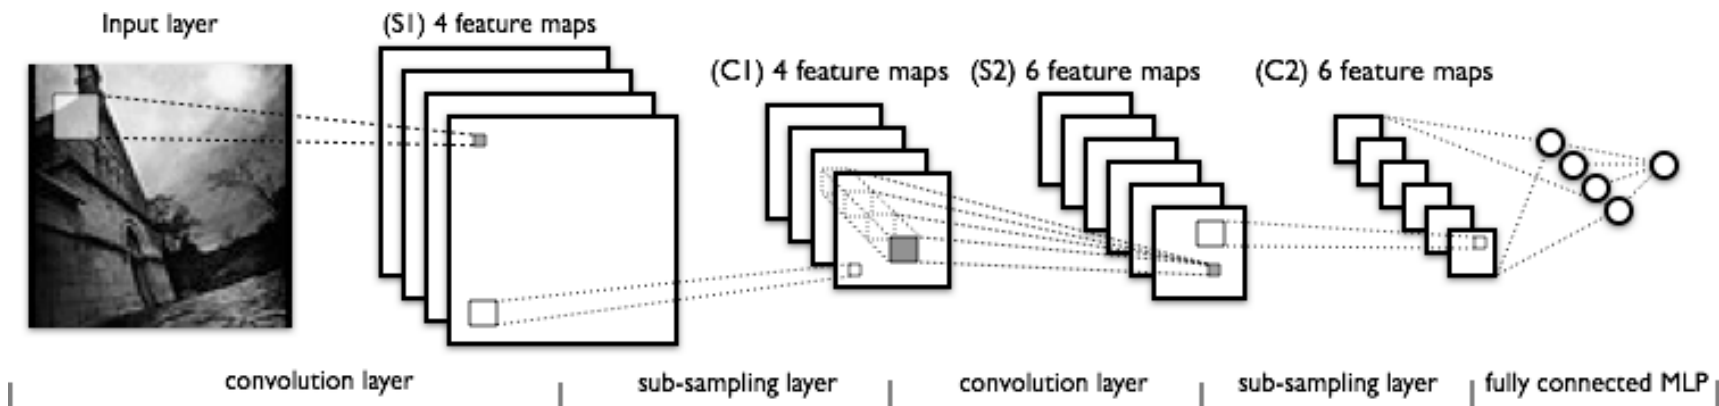 Input layer
(S1) 4 feature maps
(C1) 4 feature maps
(S2) 6 feature maps
(C2) 6 feature maps
convolution layer
sub-sampling layer
convolution layer
sub-sampling layer
fully connected MLP